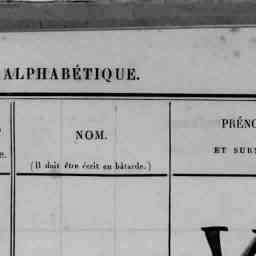 ALPHABÉTIQUE.
NOM.
(Il doit être écrit en bâtarde.)
PRÉNO
ET SUR